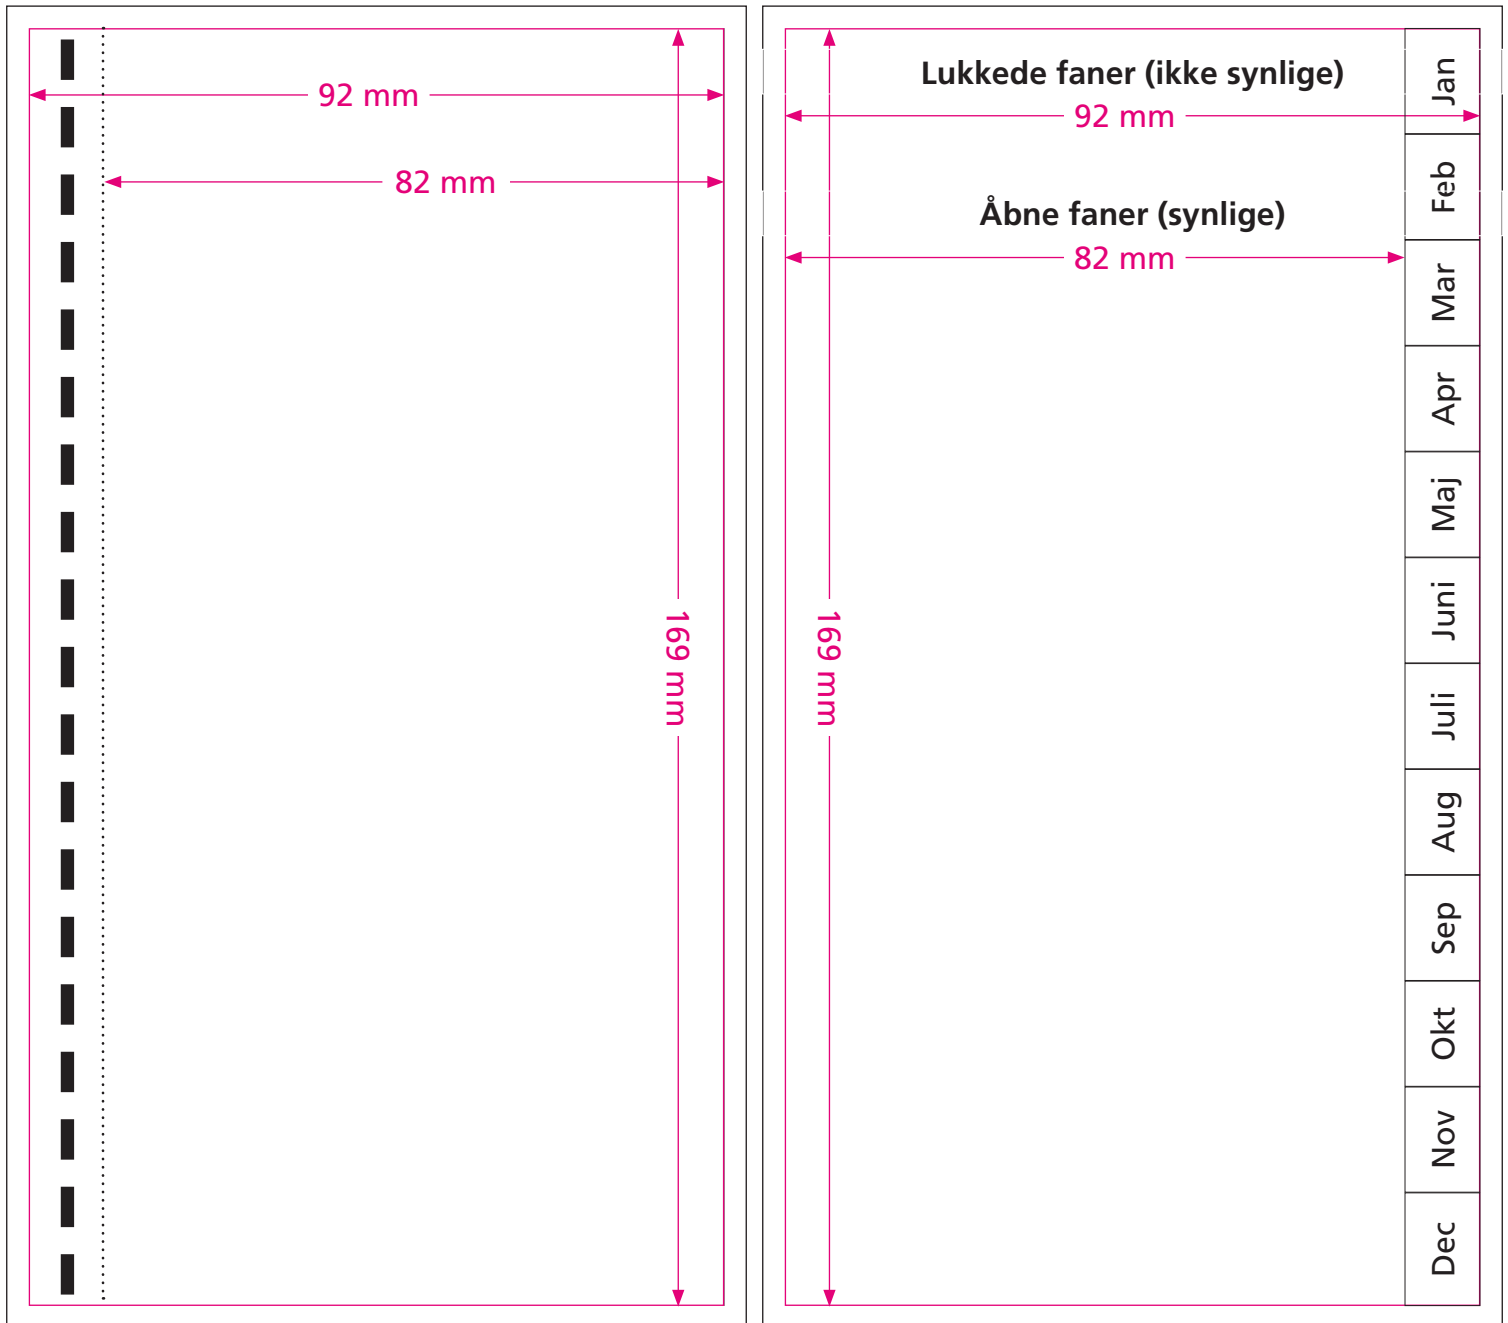 92 mm
82 mm
169 mm
Lukkede faner (ikke synlige)
92 mm
Åbne faner (synlige)
82 mm
169 mm
Jan
Feb
Mar
Apr
Maj
Juni
Juli
Aug
Sep
Okt
Nov
Dec